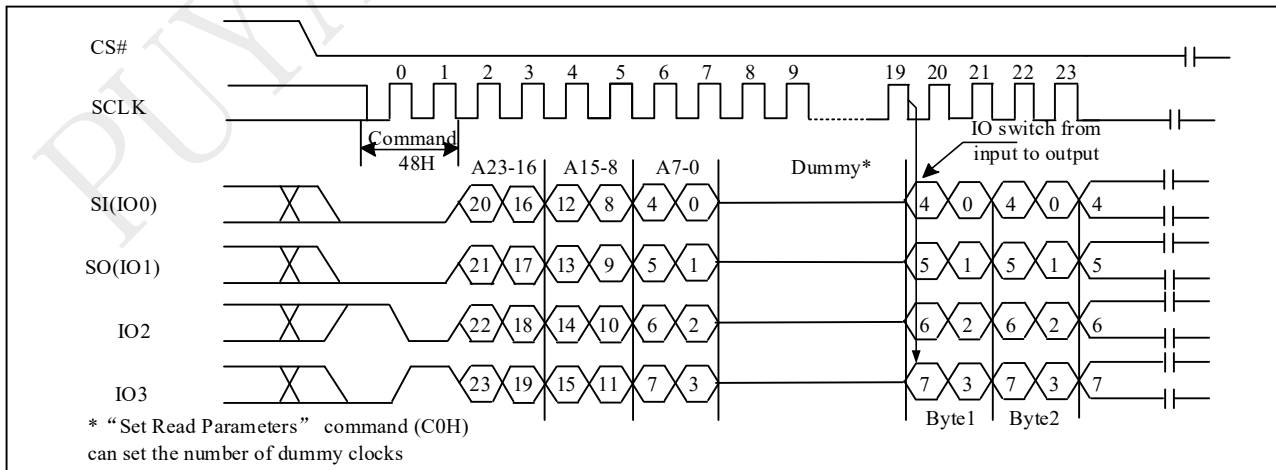 PUYA
CS#
0 1 2 3 4 5 6 7 8 9 19 20 21 22 23
SCLK
Command
48H
IO switch from
input to output
A23-16 A15-8 A7-0 Dummy*
SI(IO0) 20 16 12 8 4 0 4 0 4 0 4
SO(IO1) 21 17 13 9 5 1 5 1 5 1 5
IO2 22 18 14 10 6 2 6 2 6 2 6
IO3 23 19 15 11 7 3 7 3 7 3 7
Byte1 Byte2
* “Set Read Parameters” command (C0H)
can set the number of dummy clocks